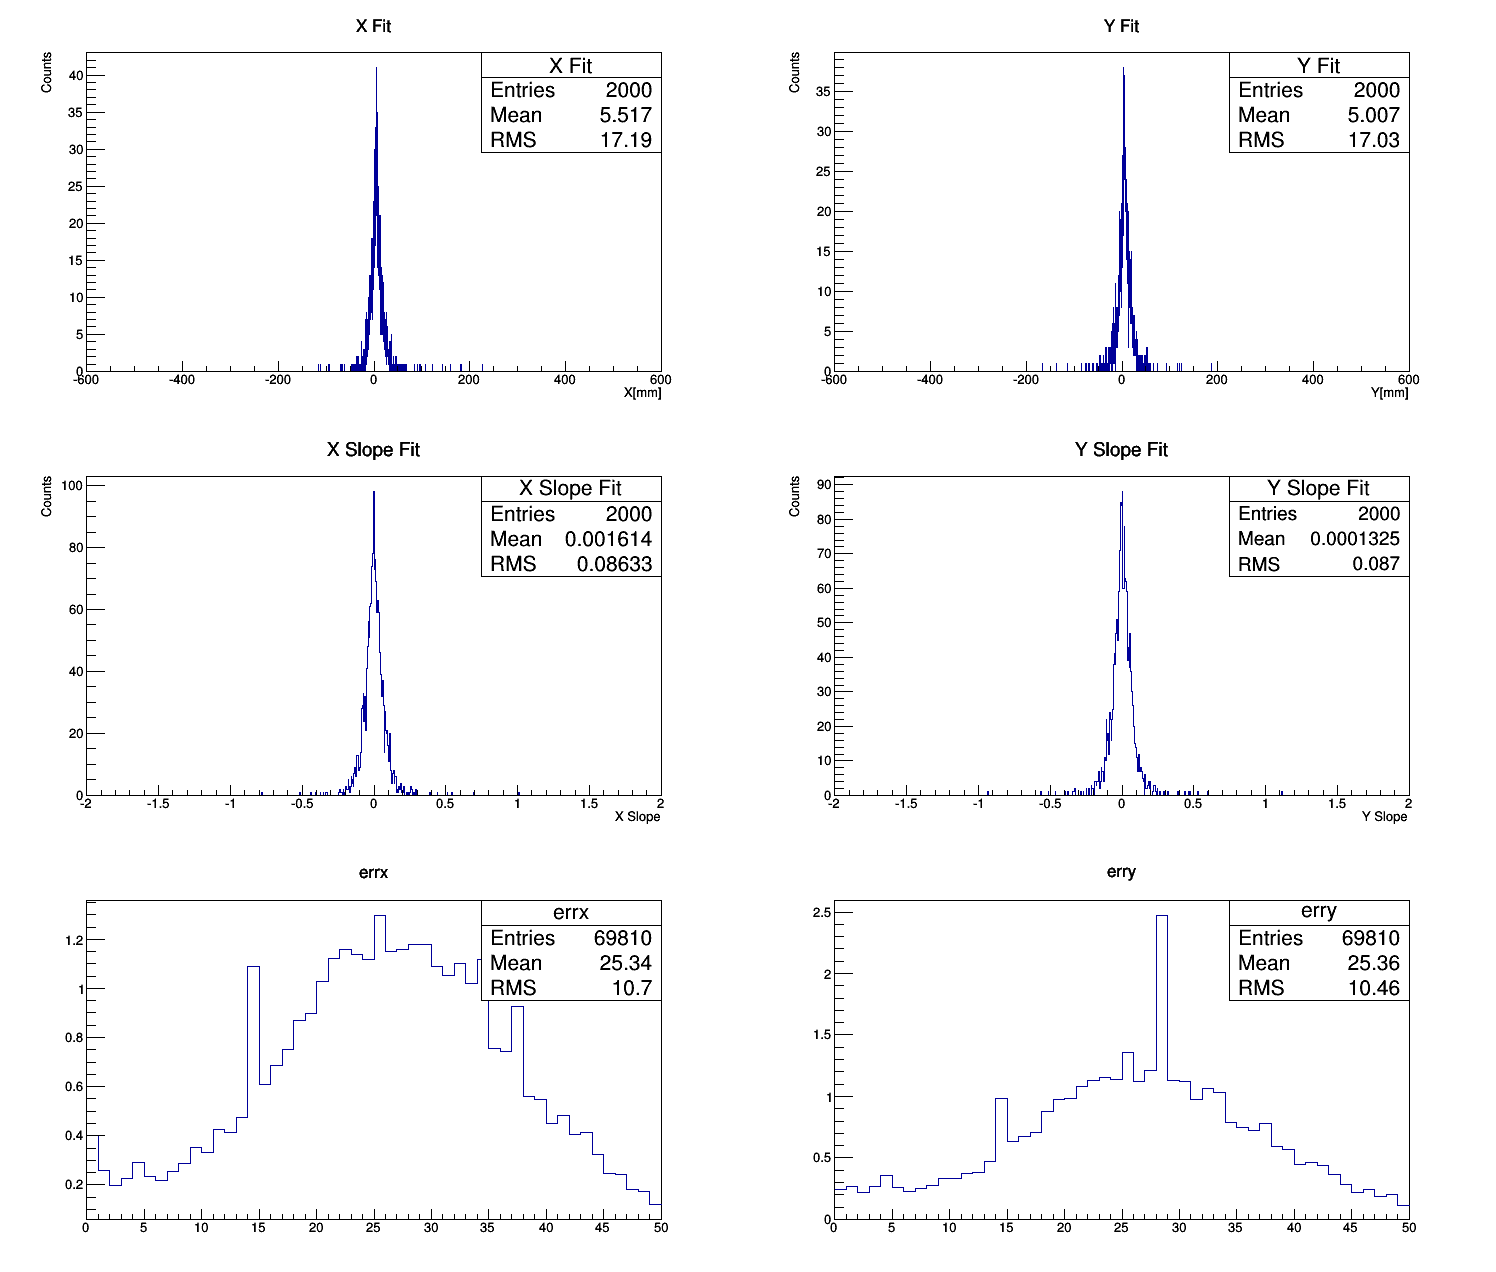 X Fit
Counts
X Fit
Entries 2000
Mean 5.517
RMS 17.19
40
35
30
25
20
15
10
5
0
-600 -400 -200 0 200 400 600
X[mm]
Y Fit
Counts
Y Fit
Entries 2000
Mean 5.007
RMS 17.03
35
30
25
20
15
10
5
0
-600 -400 -200 0 200 400 600
Y[mm]
X Slope Fit
Counts
X Slope Fit
Entries 2000
Mean 0.001614
RMS 0.08633
100
80
60
40
20
0
-2 -1.5 -1 -0.5 0 0.5 1 1.5 2
X Slope
Y Slope Fit
Counts
Y Slope Fit
Entries 2000
Mean 0.0001325
RMS 0.087
90
80
70
60
50
40
30
20
10
0
-2 -1.5 -1 -0.5 0 0.5 1 1.5 2
Y Slope
errx
errx
Entries 69810
Mean 25.34
RMS 10.7
1.2
1
0.8
0.6
0.4
0.2
0 5 10 15 20 25 30 35 40 45 50
erry
erry
Entries 69810
Mean 25.36
RMS 10.46
2.5
2
1.5
1
0.5
0
0 5 10 15 20 25 30 35 40 45 50